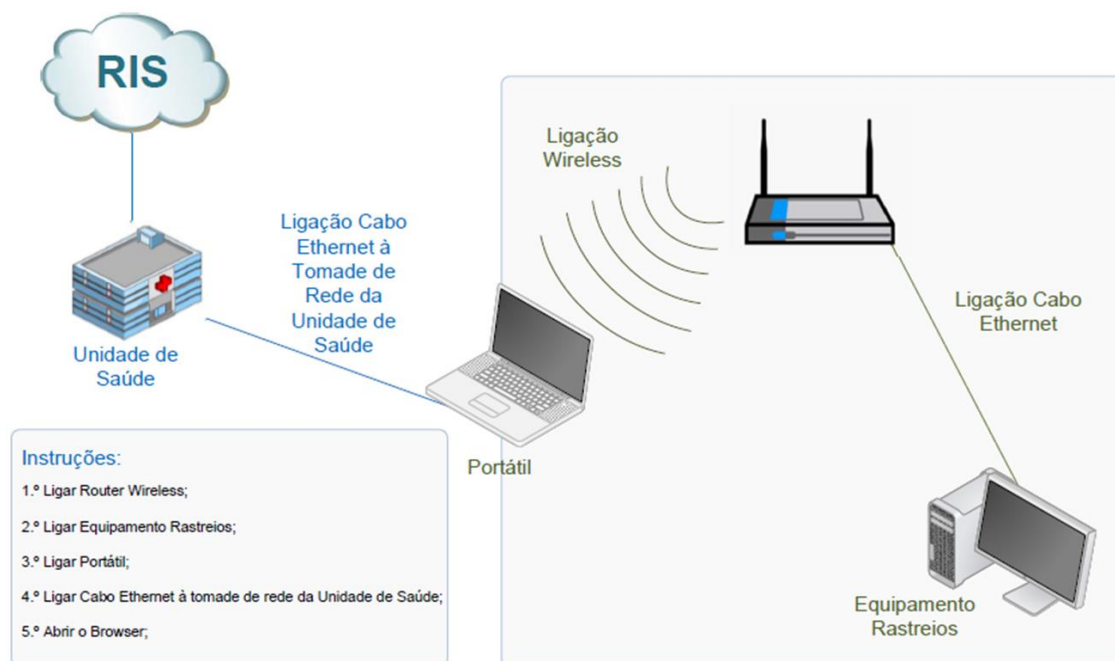 RIS
Ligação
Wireless
Ligação Cabo
Ethernet à
Tomade de
Rede da
Unidade de
Saúde
Ligação Cabo
Ethernet
Unidade de
Saúde
Portátil
Instruções:
1.º Ligar Router Wireless;
2.º Ligar Equipamento Rastreios;
3.º Ligar Portátil;
4.º Ligar Cabo Ethernet à tomade de rede da Unidade de Saúde;
5.º Abrir o Browser;
Equipamento
Rastreios